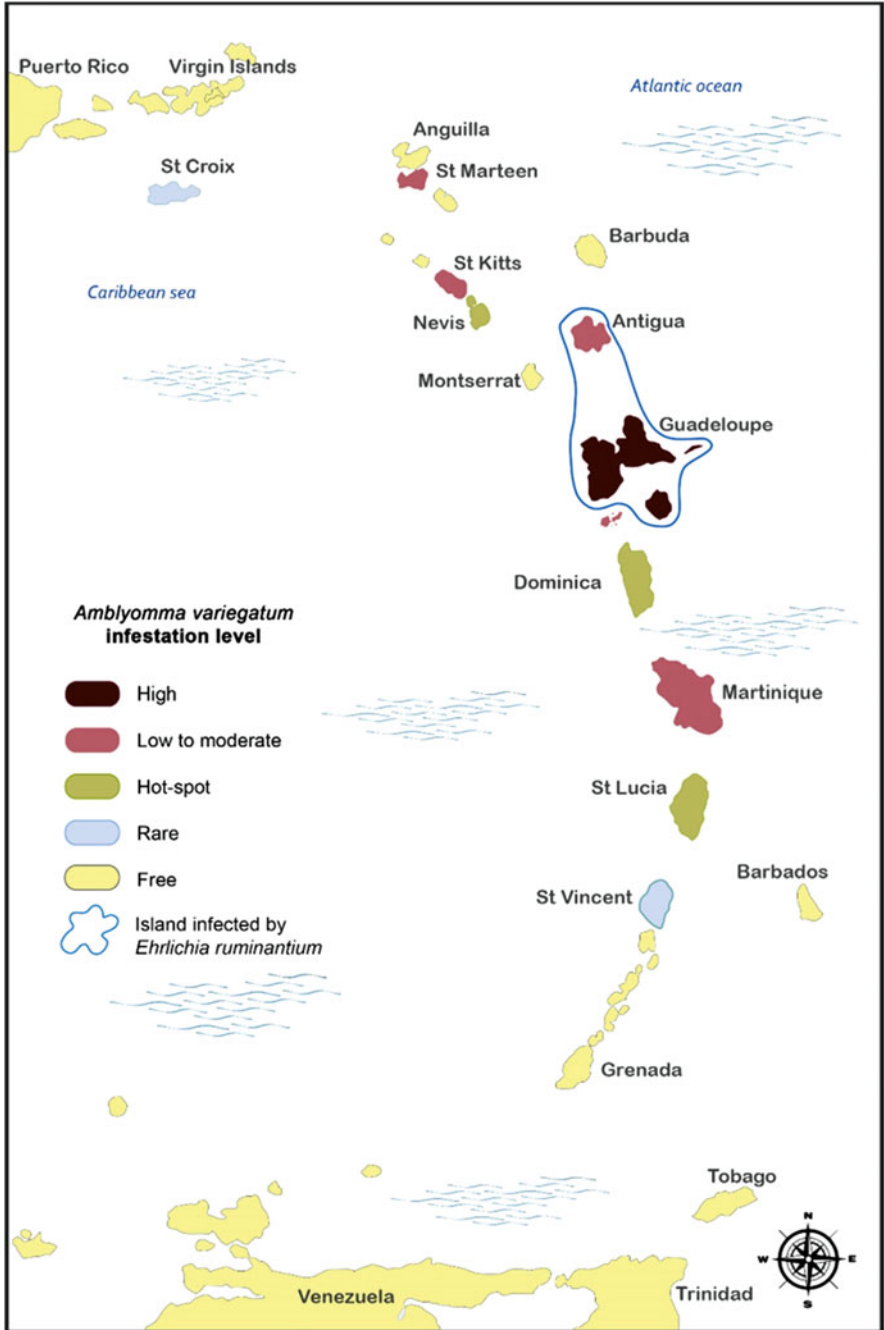 Puerto Rico
Virgin Islands
Atlantic ocean
Anguilla
St Croix
St Marteen
Barbuda
St Kitts
Caribbean sea
Nevis
Antigua
Montserrat
Guadeloupe
Dominica
Amblyomma variegatum
infestation level
High
Martinique
Low to moderate
Hot-spot
St Lucia
Rare
Free
Barbados
St Vincent
Island infected by
Ehrlichia ruminantium
Grenada
Tobago
N
W
E
S
Venezuela
Trinidad